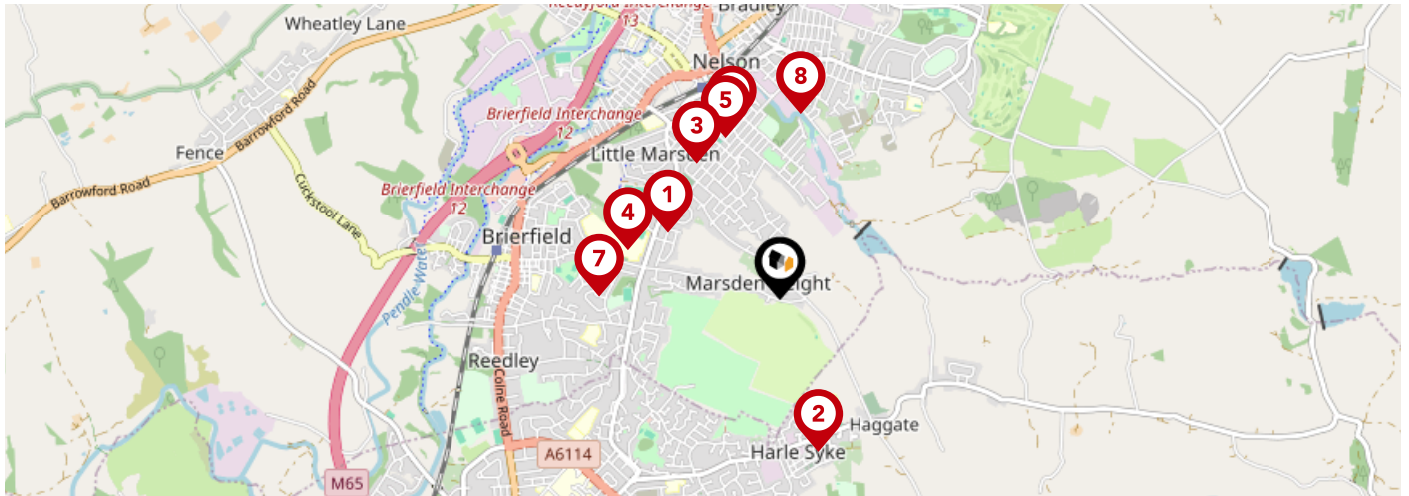 Reedyford Interchange
13
Bradley
Wheatley Lane
Nelson
8
5
Barrowford Road
Brierfield Interchange
12
3
Fence
Little Marsden
Barrowford Road
Cuckstool Lane
Brierfield Interchange
12
1
4
Brierfield
7
Pendle Water
Marsden Height
Reedley
Colne Road
2
Haggate
Harle Syke
A6114
M65